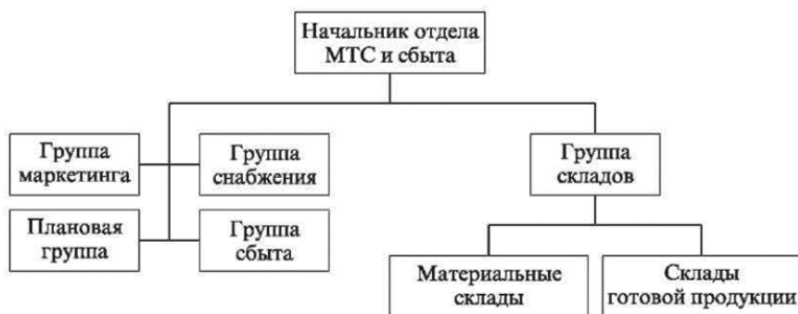 Начальник отдела
МТС и сбыта
Группа
маркетинга
Группа
снабжения
Группа
складов
Плановая
группа
Группа
сбыта
Материальные
склады
Склады
готовой продукции